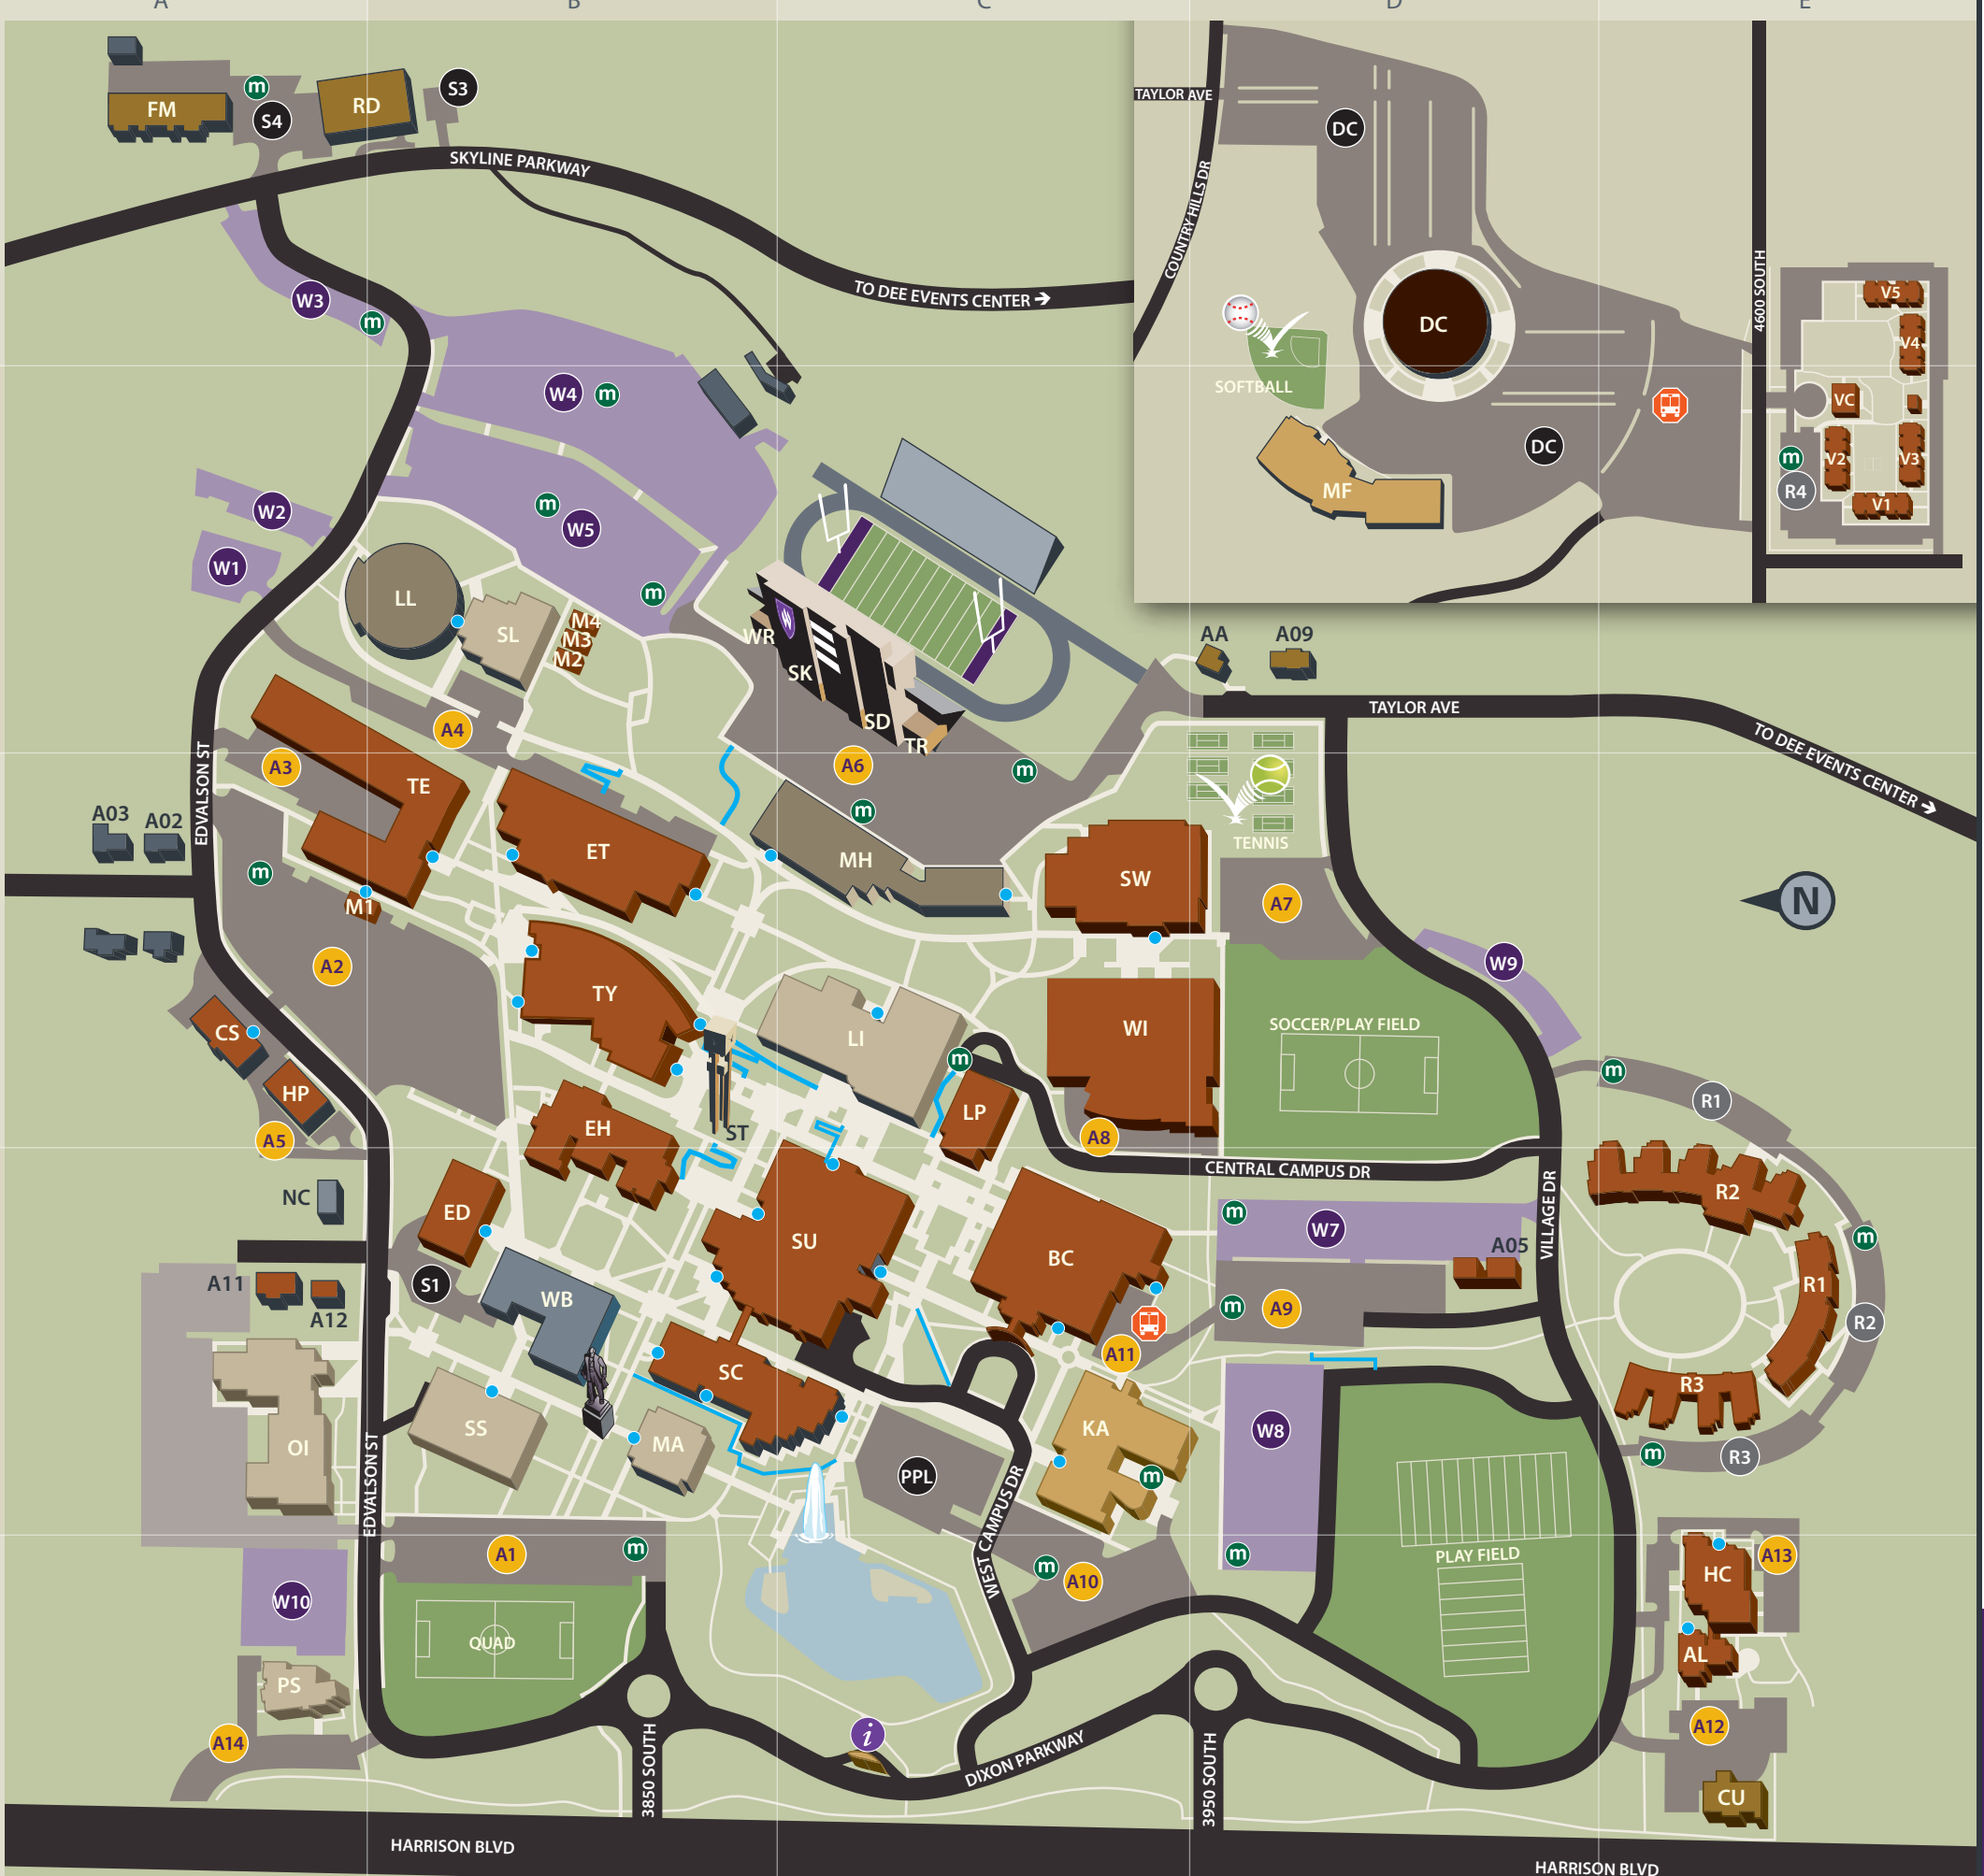 A
B
C
D
E
FM
m
S4
RD
S3
SKYLINE PARKWAY
TO DEE EVENTS CENTER →
W3
m
W4
m
W2
W1
m
W5
m
TAYLOR AVE
COUNTRY HILLS DR
DC
DC
DC
SOFTBALL
MF
4600 SOUTH
V5
V4
VC
V2
V3
V1
m
R4
LL
SL
M4
M3
M2
WR
SK
SD
TR
AA
A09
TAYLOR AVE
TO DEE EVENTS CENTER →
EDVALSON ST
A4
A3
TE
A6
m
m
A03
A02
m
ET
MH
TENNIS
SW
A7
N
M1
A2
TY
W9
CS
LI
WI
SOCCER/PLAY FIELD
HP
A5
EH
ST
m
LP
A8
m
R1
CENTRAL CAMPUS DR
VILLAGE DR
NC
ED
SU
BC
m
W7
A05
R2
m
A11
A12
S1
WB
m
A9
A11
R1
R2
SC
R3
OI
SS
MA
PPL
KA
m
W8
m
R3
EDVALSON ST
WEST CAMPUS DR
A1
m
m
A10
m
PLAY FIELD
HC
A13
W10
QUAD
AL
PS
A14
i
A12
3850 SOUTH
DIXON PARKWAY
3950 SOUTH
CU
HARRISON BLVD
HARRISON BLVD